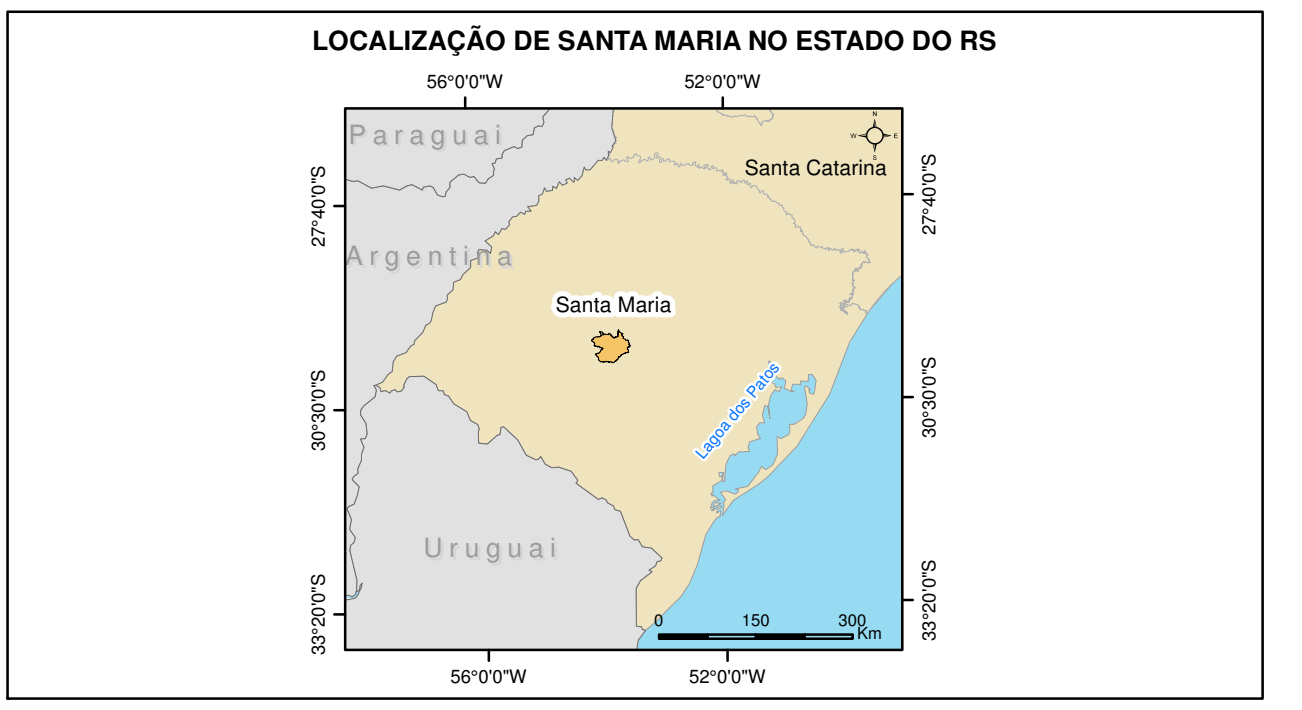 LOCALIZAÇÃO DE SANTA MARIA NO ESTADO DO RS
56°0'0"W
52°0'0"W
N
W
E
S
Paraguai
Santa Catarina
27°40'0"S
27°40'0"S
Argentina
Santa Maria
Lagoa dos Patos
30°30'0"S
30°30'0"S
Uruguai
33°20'0"S
33°20'0"S
0
150
300
Km
56°0'0"W
52°0'0"W